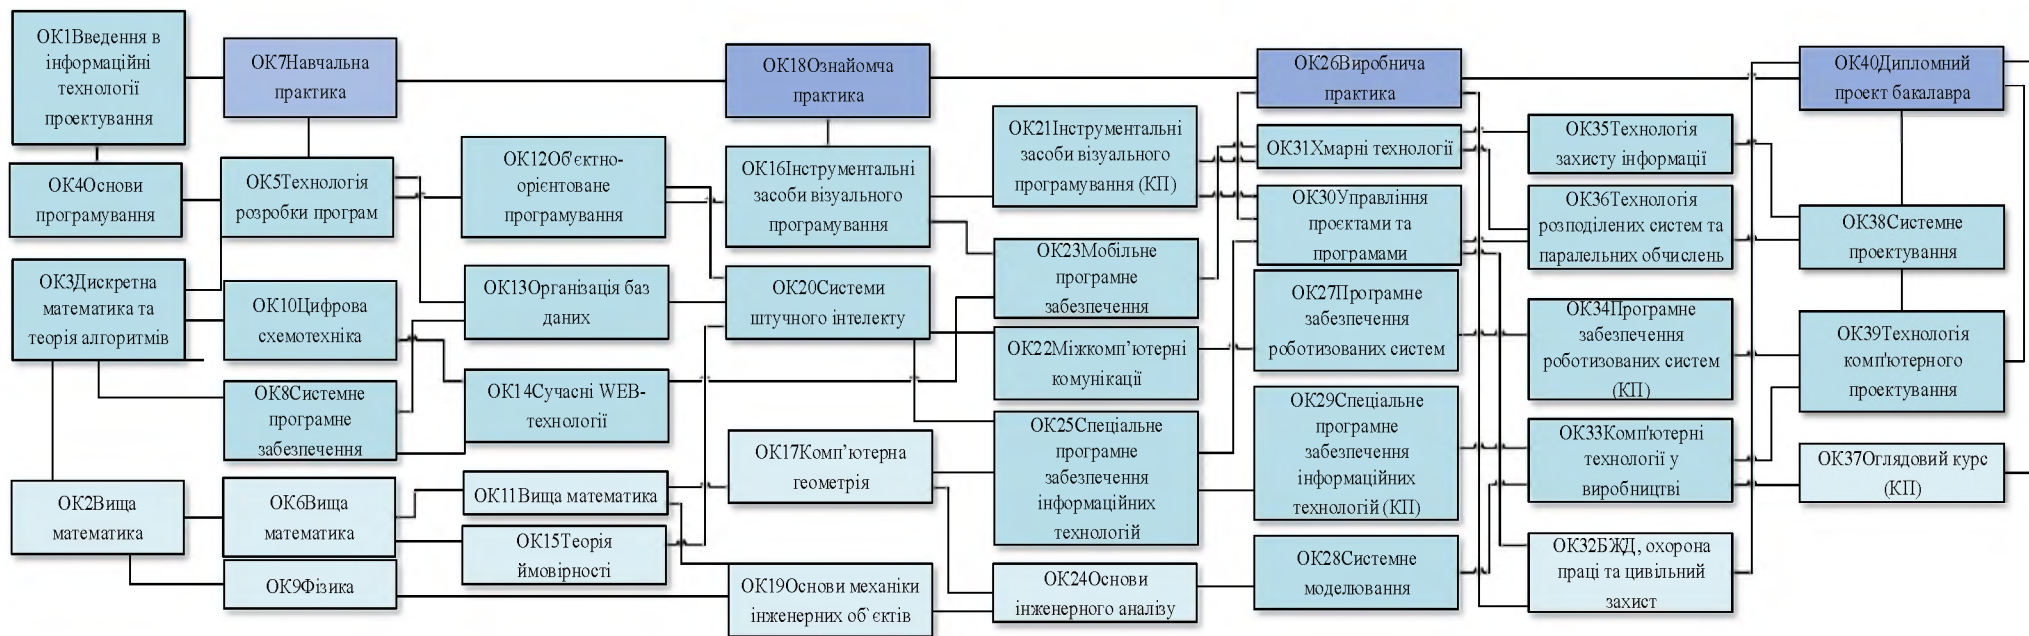 ОК1Введення в
інформаційні
технології
проектування
ОК4Основи
програмування
ОК3Дискретна
математика та
теорія алгоритмів
ОК2Вища
математика
ОК7Навчальна
практика
ОК5Технологія
розробки програм
ОК10Цифрова
схемотехніка
ОК8Системне
програмне
забезпечення
ОК6Вища
математика
ОК9Фізика
ОК12Об'єктно-
орієнтоване
програмування
ОК13Організація баз
даних
ОК14Сучасні WEB-
технології
ОК11Вища математика
ОК15Теорія
ймовірності
ОК18Ознайомча
практика
ОК16Інструментальні
засоби візуального
програмування
ОК20Системи
штучного інтелекту
ОК17Комп’ютерна
геометрія
ОК19Основи механіки
інженерних об`єктів
ОК21Інструментальні
засоби візуального
програмування (КП)
ОК23Мобільне
програмне
забезпечення
ОК22Міжкомп’ютерні
комунікації
ОК25Спеціальне
програмне
забезпечення
інформаційних
технологій
ОК24Основи
інженерного аналізу
ОК26Виробнича
практика
ОК31Хмарні технології
ОК30Управління
проєктами та
програмами
ОК27Програмне
забезпечення
роботизованих систем
ОК29Спеціальне
програмне
забезпечення
інформаційних
технологій (КП)
ОК28Системне
моделювання
ОК35Технологія
захисту інформації
ОК36Технологія
розподілених систем та
паралельних обчислень
ОК34Програмне
забезпечення
роботизованих систем
(КП)
ОК33Комп'ютерні
технології у
виробництві
ОК32БЖД, охорона
праці та цивільний
захист
ОК40Дипломний
проект бакалавра
ОК38Системне
проектування
ОК39Технологія
комп'ютерного
проектування
ОК37Оглядовий курс
(КП)